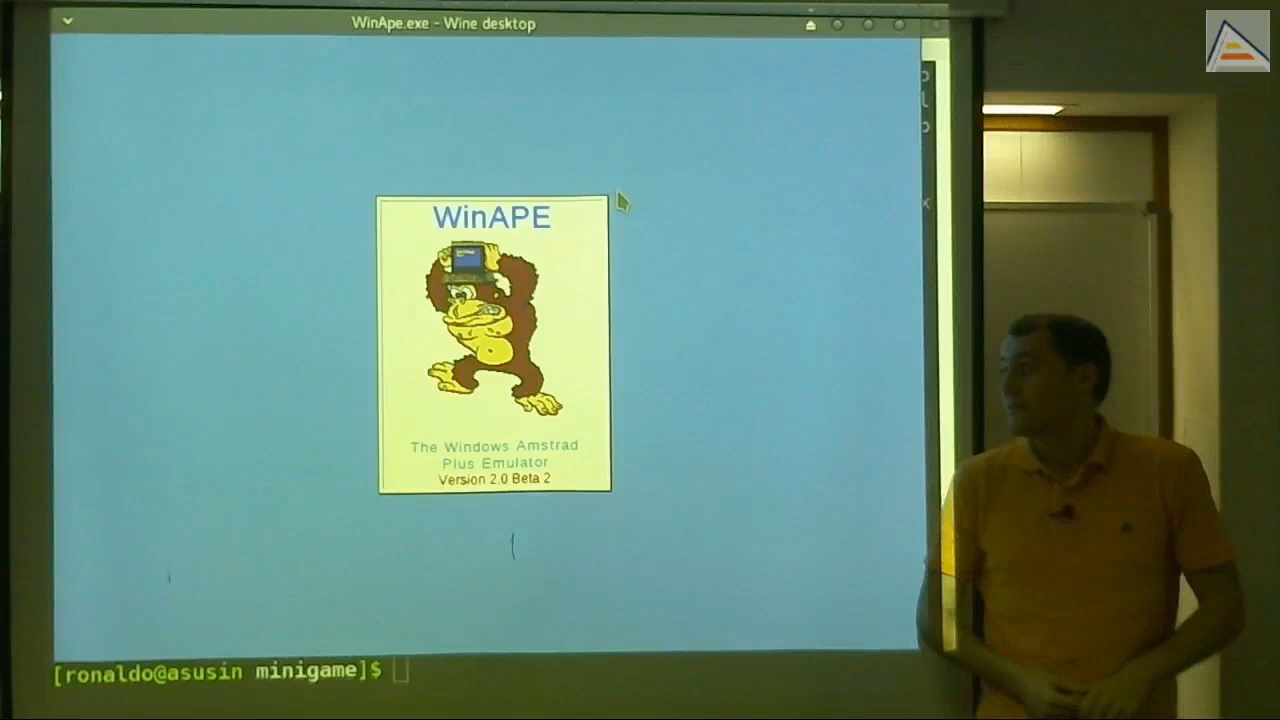 WinApe.exe - Wine desktop
WinAPE
The Windows Amstrad
Plus Emulator
Version 2.0 Beta 2
[ronaldo@asusin minigame]$